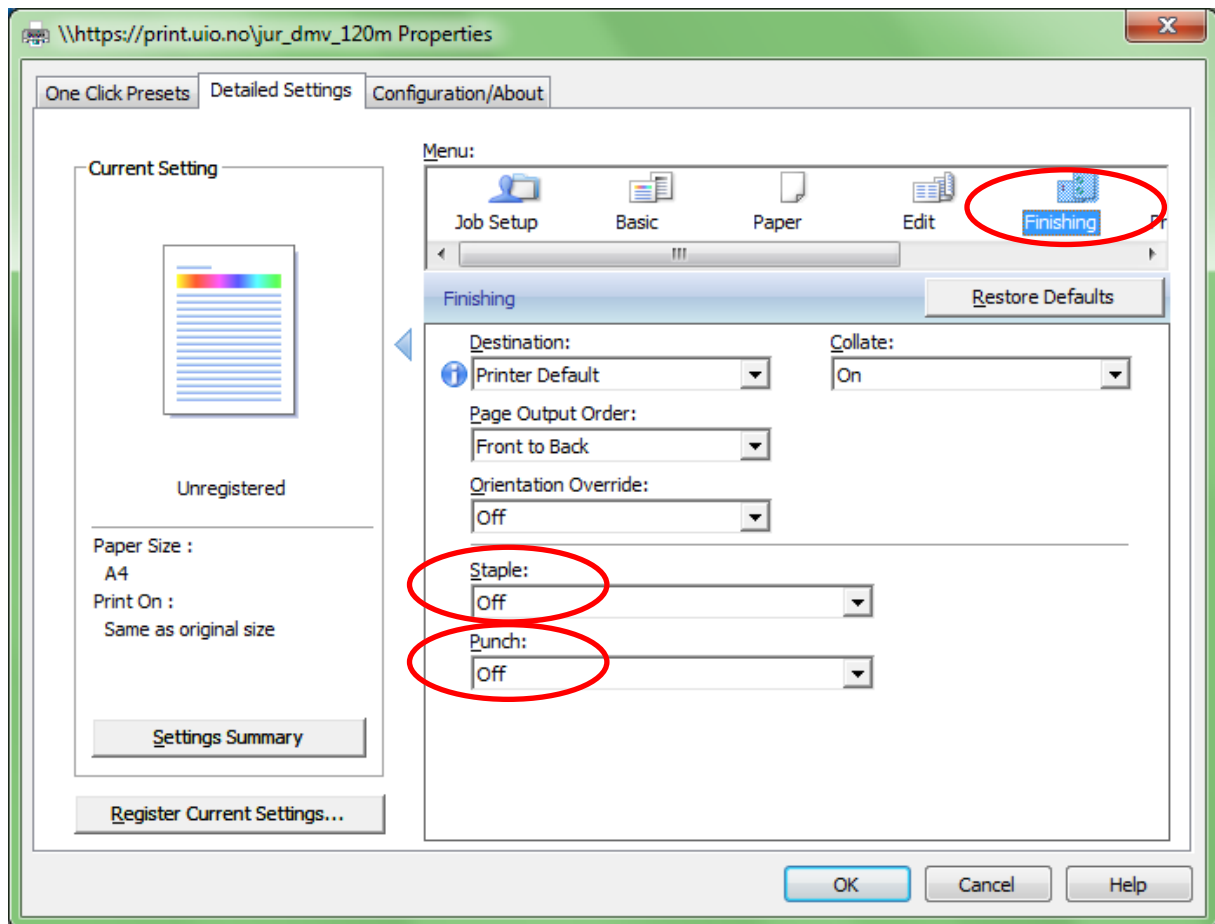 \\https://print.uio.no\jur_dmv_120m Properties
One Click Presets Detailed Settings Configuration/About
Current Setting
Unregistered
Paper Size :
A4
Print On :
Same as original size
Settings Summary
Register Current Settings...
Menu:
Job Setup Basic Paper Edit Finishing Pr
Finishing Restore Defaults
Destination: Collate:
Printer Default On
Page Output Order:
Front to Back
Orientation Override:
Off
Staple:
Off
Punch:
Off
OK Cancel Help